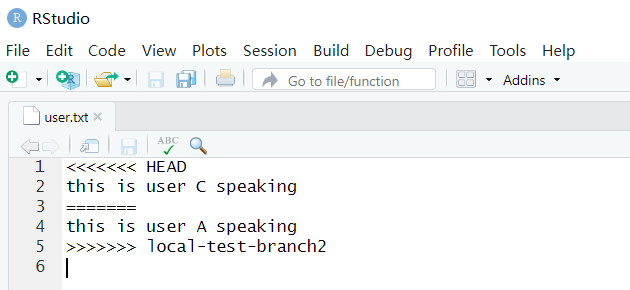 R RStudio
File Edit Code View Plots Session Build Debug Profile Tools Help
R Go to file/function Addins
user.txt
ABC
1 <<<<<<< HEAD
2 this is user C speaking
3 =======
4 this is user A speaking
5 >>>>>>> local-test-branch2
6